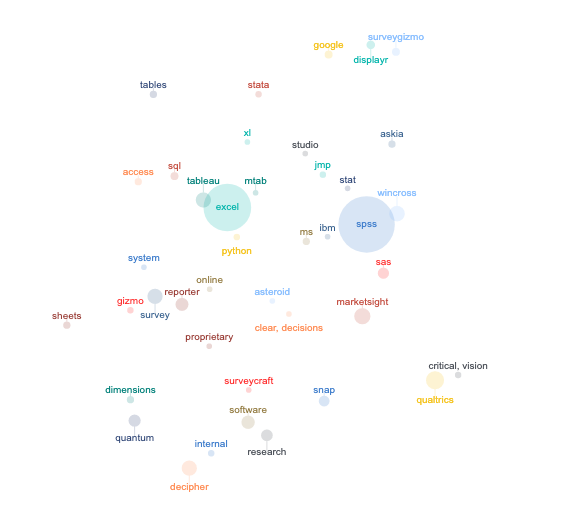 surveygizmo
google
displayr
tables
stata
xl
askia
studio
sql
jmp
access
tableau
mtab
stat
wincross
excel
spss
ms
ibm
python
system
sas
online
reporter
asteroid
gizmo
marketsight
survey
sheets
clear, decisions
proprietary
critical, vision
surveycraft
dimensions
snap
qualtrics
software
quantum
internal
research
decipher